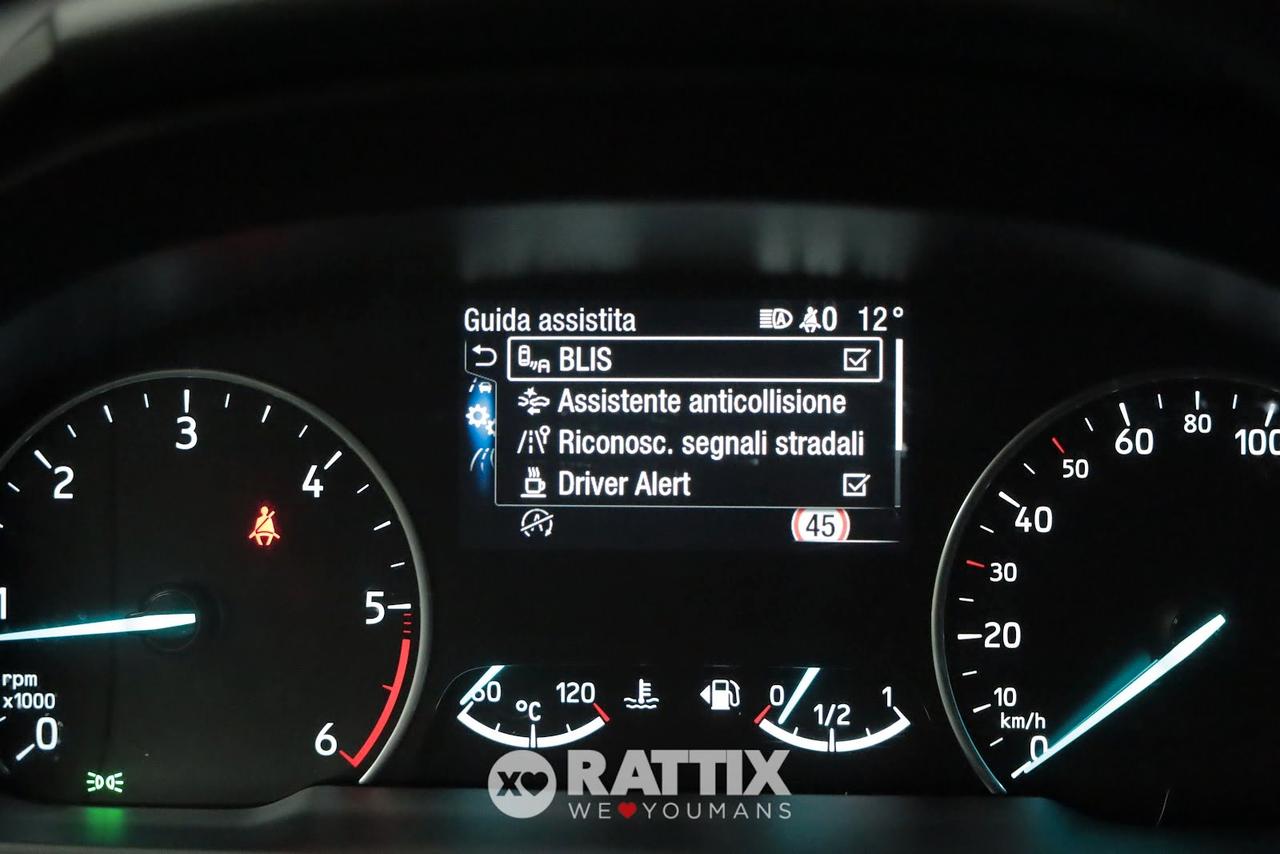 Guida assistita 0 12°
BLIS
Assistente anticollisione
Riconosc. segnali stradali
Driver Alert
A
45
0 1 2 3 4 5 6
rpm
x1000
60 °C 120
0 1/2 1
0 10 20 30 40 50 60 80 100
km/h
XO RATTIX
WE YOUMANS